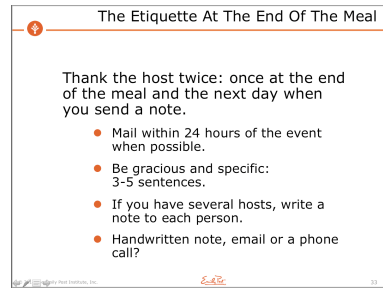 The Etiquette At The End Of The Meal
Thank the host twice: once at the end
of the meal and the next day when
you send a note.
Mail within 24 hours of the event
when possible.
Be gracious and specific:
3-5 sentences.
If you have several hosts, write a
note to each person.
Handwritten note, email or a phone
call?
Post Institute, Inc.
33